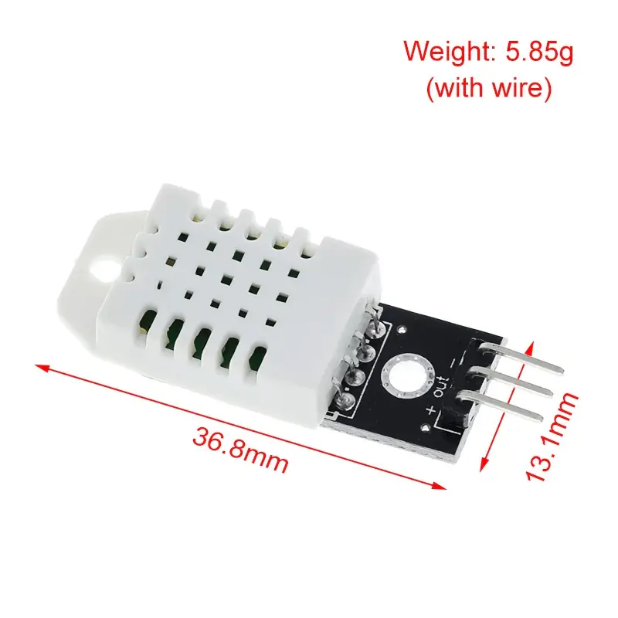 Weight: 5.85g
(with wire)
36.8mm
13.1mm
+ out -